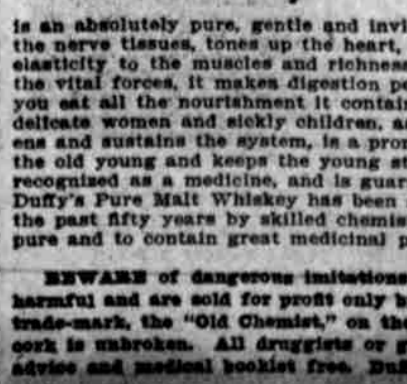 is an absolutely pure, gentle and invi
the nerve tissues, tones up the heart,
elasticity to the muscles and richness
the vital forces, it makes digestion pe
you eat all the nourishment it contai
delicate women and sickly children, as
ens and sustains the system, is a pro
the old young and keeps the young st
recognized as a medicine, and is guar
Duffy's Pure Malt Whiskey has been
the past fifty years by skilled chemis
pure and to contain great medicinal p
BEWARE of dangerous imitations
harmful and are sold for profit only b
trade-mark, the "Old Chemist," on the
cork is unbroken. All druggists or g
advice and medical booklet free. Duf